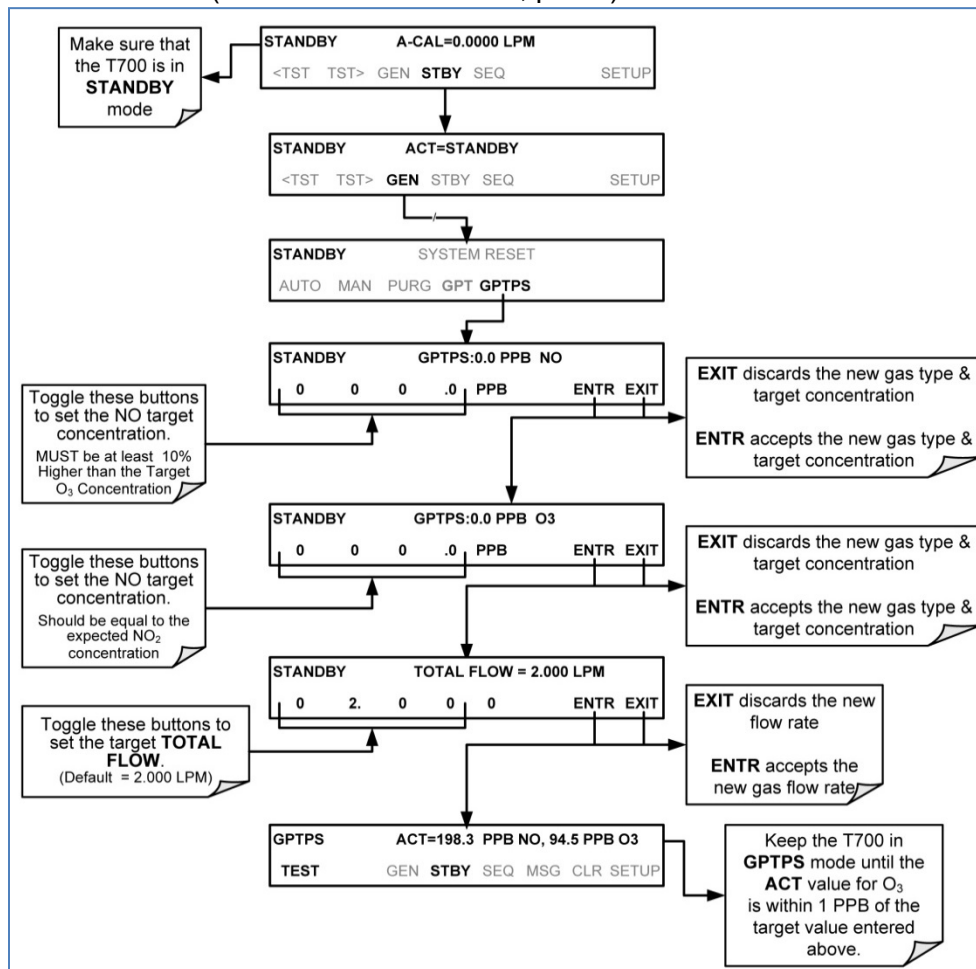 Make sure that
the T700 is in
STANDBY
mode
STANDBY A-CAL=0.0000 LPM
<TST TST> GEN STBY SEQ SETUP
STANDBY ACT=STANDBY
<TST TST> GEN STBY SEQ SETUP
STANDBY SYSTEM RESET
AUTO MAN PURG GPT GPTPS
STANDBY GPTPS:0.0 PPB NO
0 0 0 .0 PPB ENTR EXIT
Toggle these buttons
to set the NO target
concentration.
MUST be at least 10%
Higher than the Target
O3 Concentration
EXIT discards the new gas type &
target concentration
ENTR accepts the new gas type &
target concentration
STANDBY GPTPS:0.0 PPB O3
0 0 0 .0 PPB ENTR EXIT
Toggle these buttons
to set the NO target
concentration.
Should be equal to the
expected NO2
concentration
EXIT discards the new gas type &
target concentration
ENTR accepts the new gas type &
target concentration
STANDBY TOTAL FLOW = 2.000 LPM
0 2. 0 0 0 ENTR EXIT
Toggle these buttons to
set the target TOTAL
FLOW.
(Default = 2.000 LPM)
EXIT discards the new
flow rate
ENTR accepts the
new gas flow rate
GPTPS ACT=198.3 PPB NO, 94.5 PPB O3
TEST GEN STBY SEQ MSG CLR SETUP
Keep the T700 in
GPTPS mode until the
ACT value for O3
is within 1 PPB of the
target value entered
above.